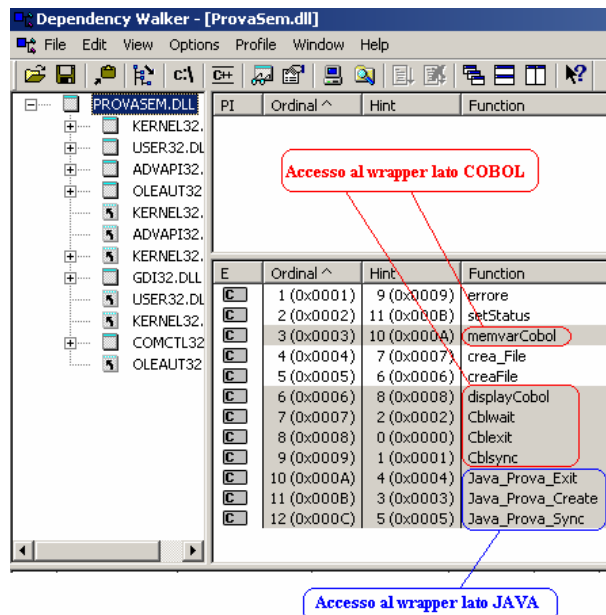 Dependency Walker - [ProvaSem.dll]
File Edit View Options Profile Window Help
c:\ C++
PROVASEM.DLL
KERNEL32.
USER32.DL
ADVAPI32.
OLEAUT32
KERNEL32.
ADVAPI32.
KERNEL32.
GDI32.DLL
USER32.DL
KERNEL32.
COMCTL32
OLEAUT32
PI Ordinal ^ Hint Function
Accesso al wrapper lato COBOL
E Ordinal ^ Hint Function
C 1 (0x0001) 9 (0x0009) errore
C 2 (0x0002) 11 (0x000B) setStatus
C 3 (0x0003) 10 (0x000A) memvarCobol
C 4 (0x0004) 7 (0x0007) crea_File
C 5 (0x0005) 6 (0x0006) creaFile
C 6 (0x0006) 8 (0x0008) displayCobol
C 7 (0x0007) 2 (0x0002) Cblwait
C 8 (0x0008) 0 (0x0000) Cblexit
C 9 (0x0009) 1 (0x0001) Cblsync
C 10 (0x000A) 4 (0x0004) Java_Prova_Exit
C 11 (0x000B) 3 (0x0003) Java_Prova_Create
C 12 (0x000C) 5 (0x0005) Java_Prova_Sync
Accesso al wrapper lato JAVA